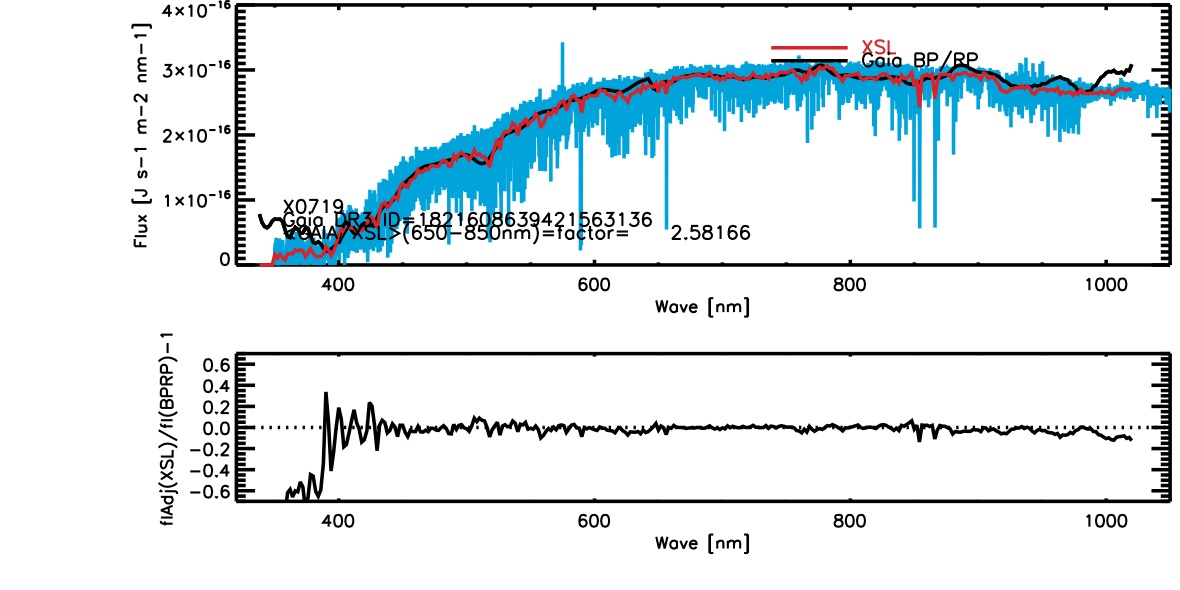 4×10−16
3×10−16
2×10−16
1×10−16
0
Flux [J s−1 m−2 nm−1]
XSL
Gaia BP/RP
X0719
Gaia DR3 ID=1821608639421563136
XSL>(650−850nm)=factor= 2.58166
400 600 800 1000
Wave [nm]
flAdj(XSL)/fl(BPRP)−1
0.6
0.4
0.2
0.0
−0.2
−0.4
−0.6
400 600 800 1000
Wave [nm]